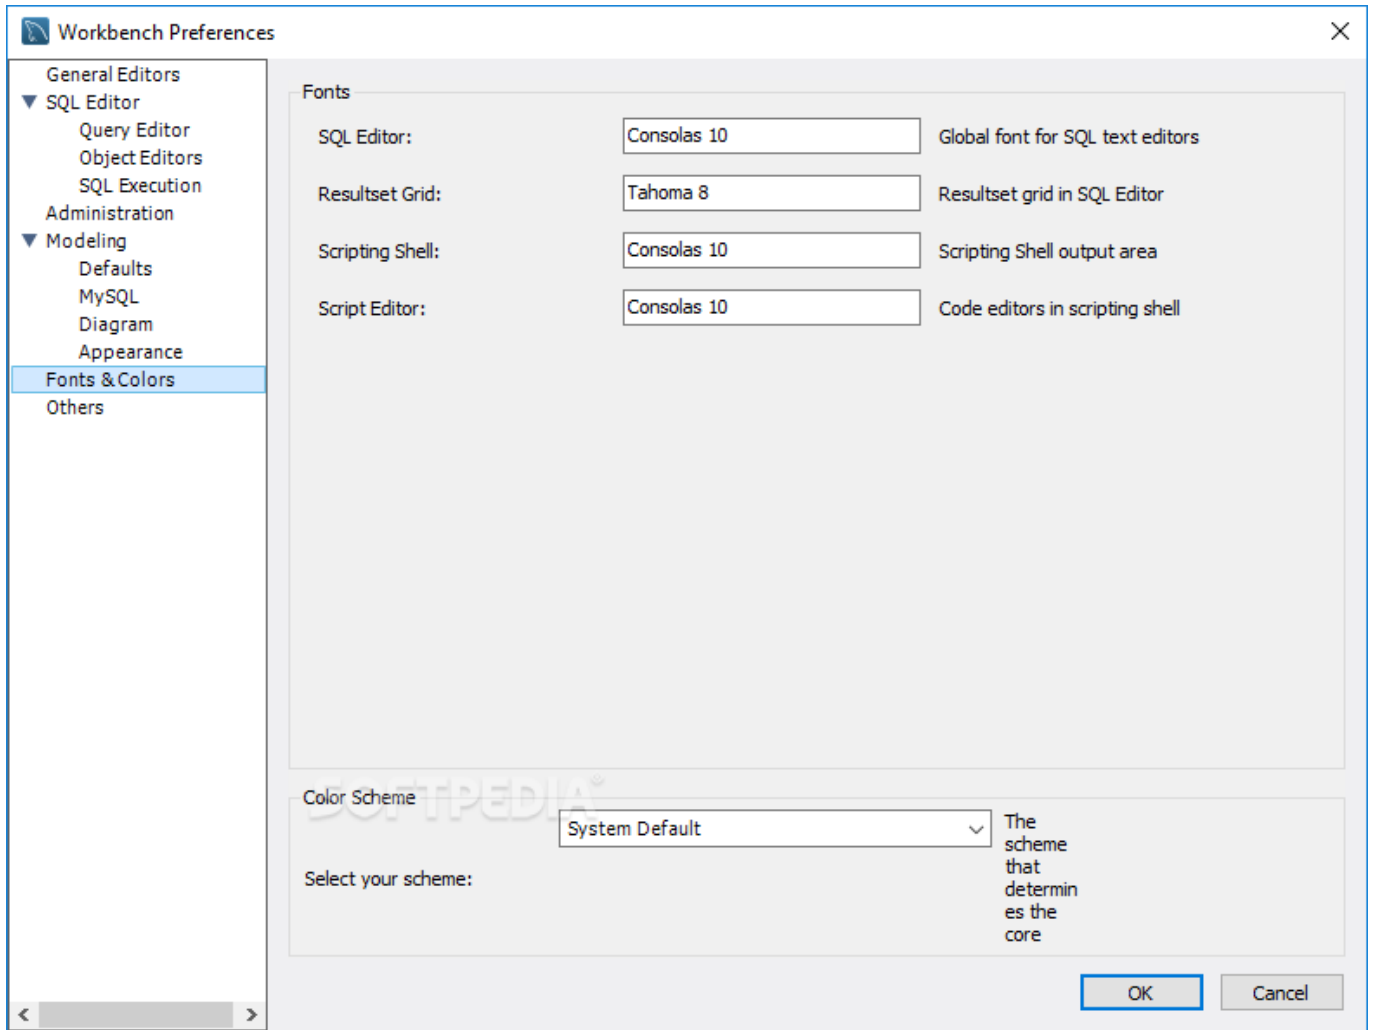 Workbench Preferences
General Editors
SQL Editor
Query Editor
Object Editors
SQL Execution
Administration
Modeling
Defaults
MySQL
Diagram
Appearance
Fonts & Colors
Others
Fonts
SQL Editor: Consolas 10 Global font for SQL text editors
Resultset Grid: Tahoma 8 Resultset grid in SQL Editor
Scripting Shell: Consolas 10 Scripting Shell output area
Script Editor: Consolas 10 Code editors in scripting shell
SOFTPEDIA®
Color Scheme
Select your scheme:
System Default
The
scheme
that
determin
es the
core
OK Cancel